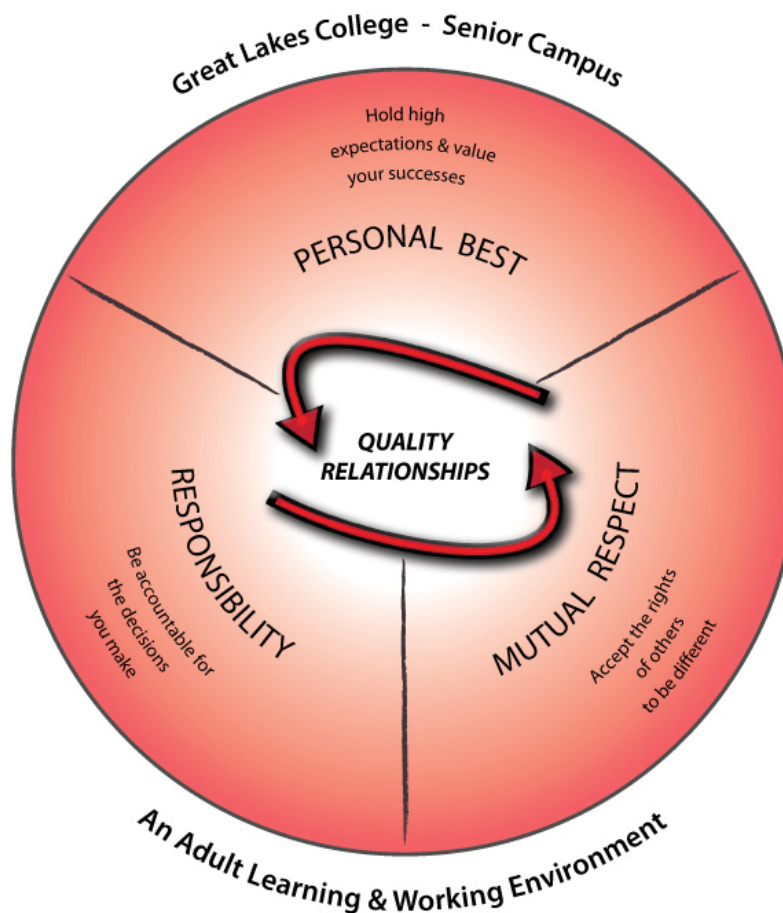 Great Lakes College - Senior Campus
Hold high
expectations & value
your successes
PERSONAL BEST
QUALITY
RELATIONSHIPS
RESPONSIBILITY
Be accountable for
the decisions
you make
MUTUAL RESPECT
Accept the rights
of others
to be different
An Adult Learning & Working Environment